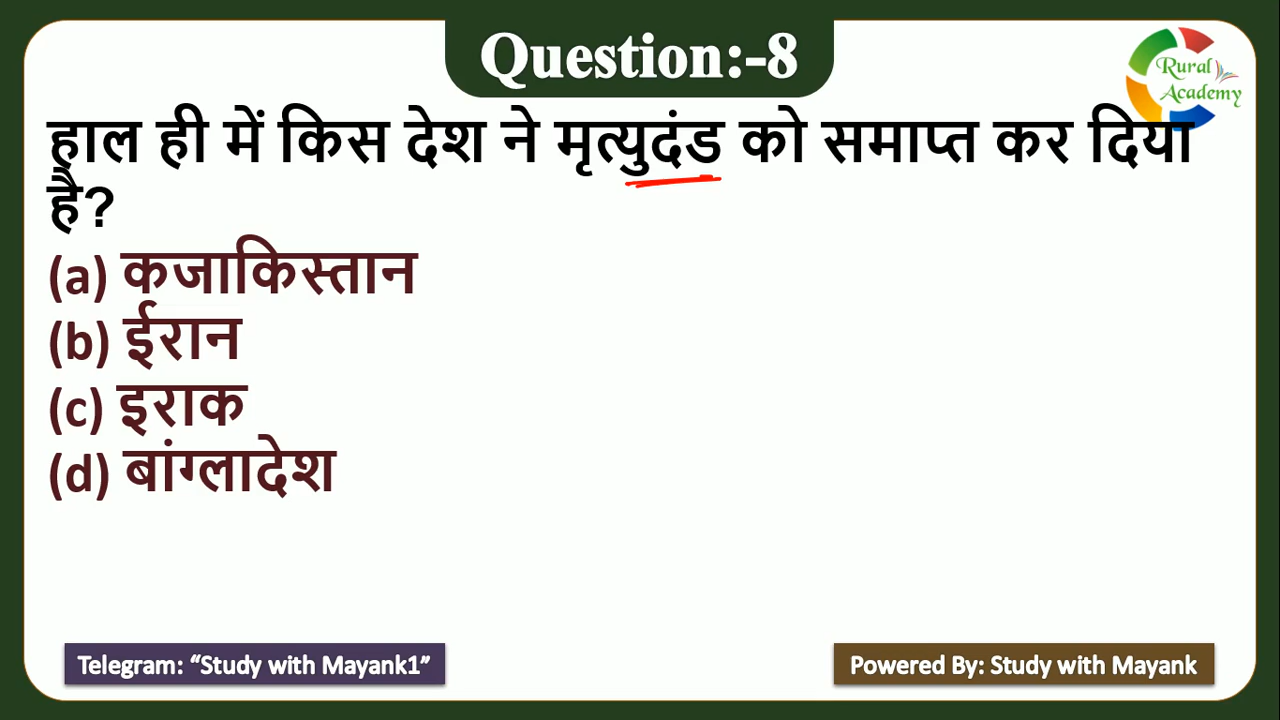 Question:-8
Rural
Academy
हाल ही में किस देश ने मृत्युदंड को समाप्त कर दिया
है?
(a) कजाकिस्तान
(b) ईरान
(c) इराक
(d) बांग्लादेश
Telegram: “Study with Mayank1”
Powered By: Study with Mayank